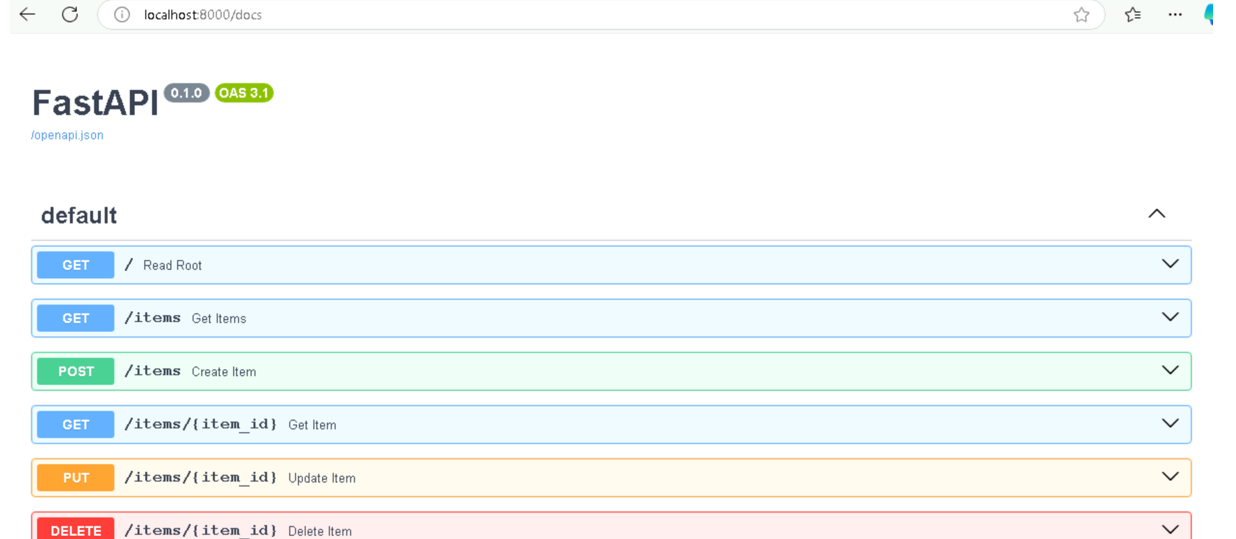 localhost:8000/docs
FastAPI 0.1.0 OAS 3.1
/openapi.json
default
GET / Read Root
GET /items Get Items
POST /items Create Item
GET /items/{item_id} Get Item
PUT /items/{item_id} Update Item
DELETE /items/{item_id} Delete Item